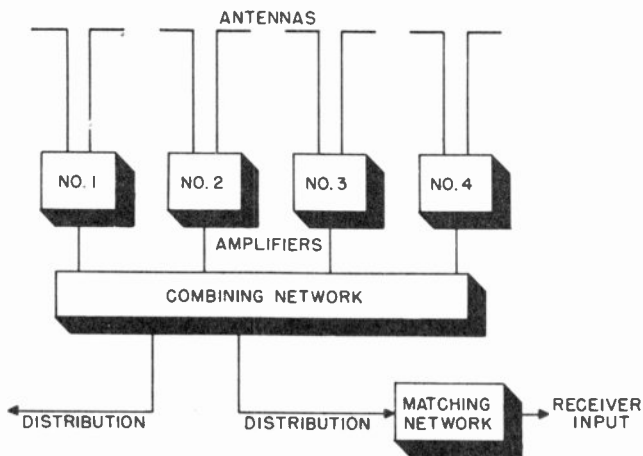 ANTENNAS
NO. 1
NO. 2
NO. 3
NO. 4
AMPLIFIERS
COMBINING NETWORK
DISTRIBUTION
DISTRIBUTION
MATCHING
NETWORK
RECEIVER
INPUT